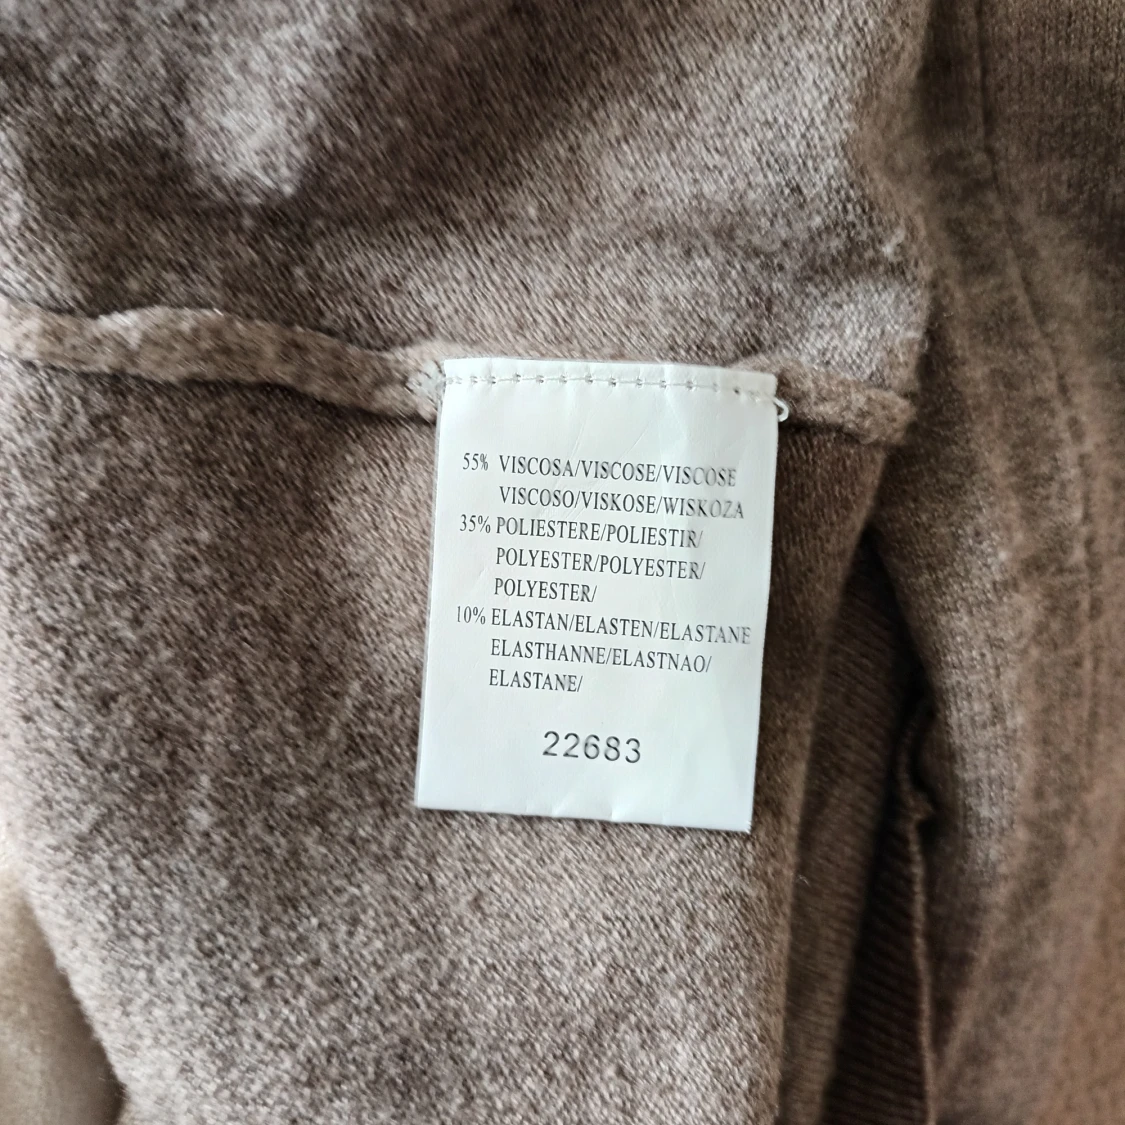 55% VISCOSA/VISCOSE/VISCOSE
VISCOSO/VISKOSE/WISKOZA
35% POLIESTERE/POLIESTIR/
POLYESTER/POLYESTER/
POLYESTER/
10% ELASTAN/ELASTEN/ELASTANE
ELASTHANNE/ELASTNAO/
ELASTANE/
22683